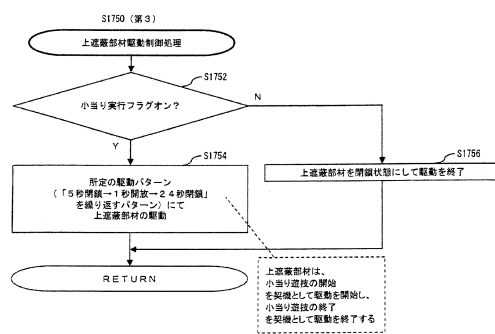 S1750（第3）
上遮蔽部材駆動制御処理
S1752
小当り実行フラグオン？
N
Y
S1754
S1756
所定の駆動パターン
（「5秒閉鎖→1秒開放→24秒閉鎖」
を繰り返すパターン）にて
上遮蔽部材の駆動
上遮蔽部材を閉鎖状態にして駆動を終了
RETURN
上遮蔽部材は、
小当り遊技の開始
を契機として駆動を開始し、
小当り遊技の終了
を契機として駆動を終了する